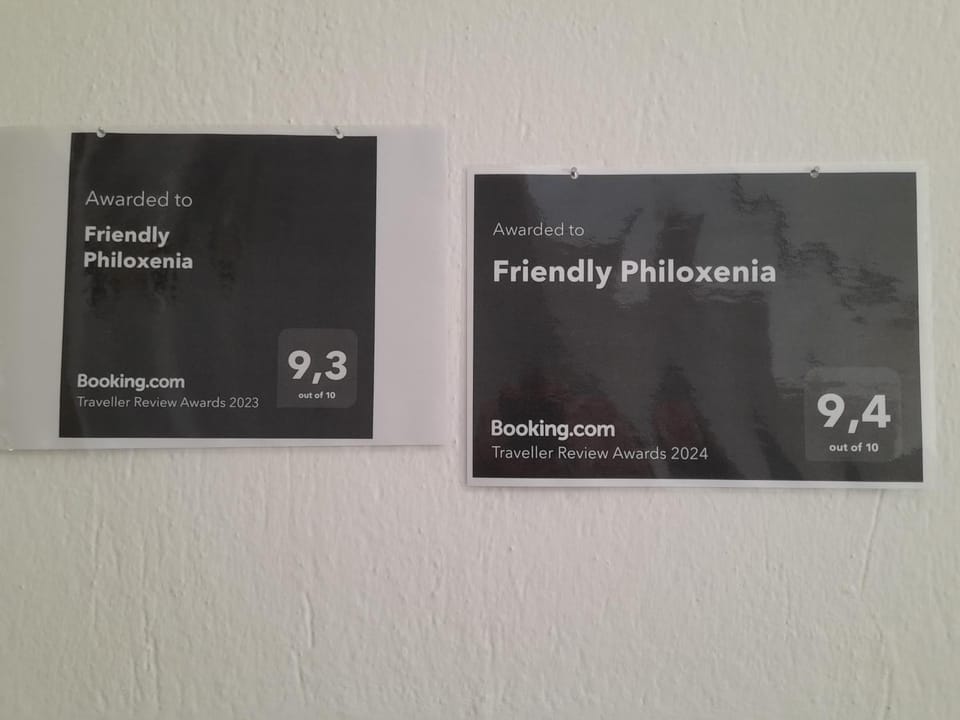 Awarded to
Friendly
Philoxenia
9,3
out of 10
Booking.com
Traveller Review Awards 2023
Awarded to
Friendly Philoxenia
9,4
out of 10
Booking.com
Traveller Review Awards 2024